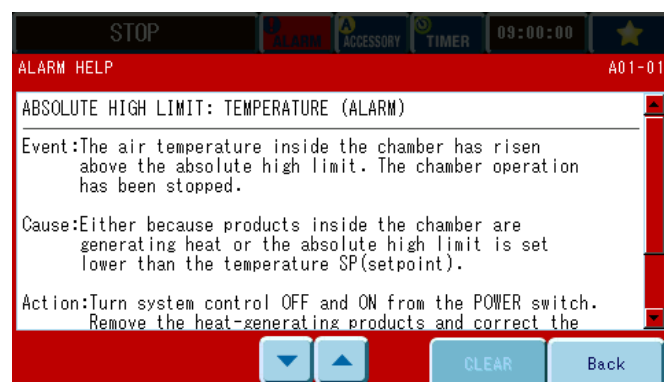 STOP
ALARM
ACCESSORY
TIMER
09:00:00
ALARM HELP A01-01
ABSOLUTE HIGH LIMIT: TEMPERATURE (ALARM)
Event:The air temperature inside the chamber has risen
above the absolute high limit. The chamber operation
has been stopped.
Cause:Either because products inside the chamber are
generating heat or the absolute high limit is set
lower than the temperature SP(setpoint).
Action:Turn system control OFF and ON from the POWER switch.
Remove the heat-generating products and correct the
CLEAR
Back